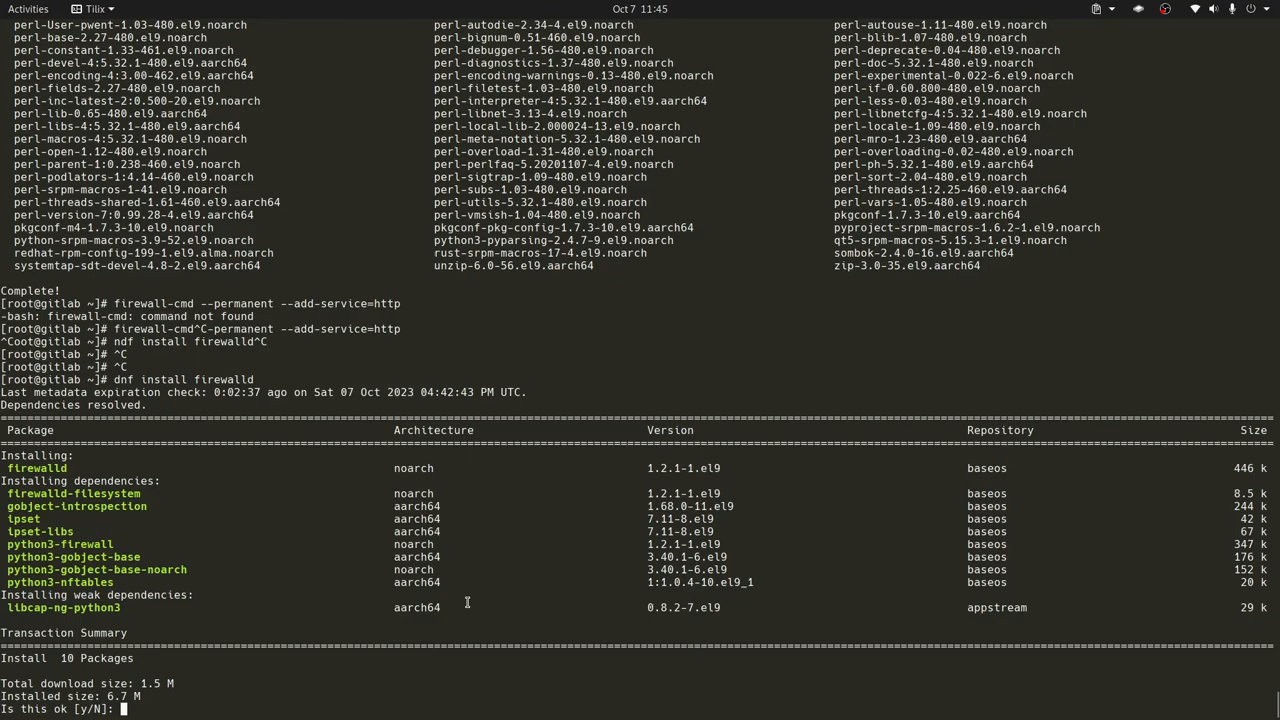 Activities Tilix Oct 7 11:45
perl-User-pwent-1.03-480.el9.noarch perl-autodie-2.34-4.el9.noarch perl-autouse-1.11-480.el9.noarch
perl-base-2.27-480.el9.noarch perl-bignum-0.51-460.el9.noarch perl-blib-1.07-480.el9.noarch
perl-constant-1.33-461.el9.noarch perl-debugger-1.56-480.el9.noarch perl-deprecate-0.04-480.el9.noarch
perl-devel-4:5.32.1-480.el9.aarch64 perl-diagnostics-1.37-480.el9.noarch perl-doc-5.32.1-480.el9.noarch
perl-encoding-4:3.00-462.el9.aarch64 perl-encoding-warnings-0.13-480.el9.noarch perl-experimental-0.022-6.el9.noarch
perl-fields-2.27-480.el9.noarch perl-filetest-1.03-480.el9.noarch perl-if-0.60.800-480.el9.noarch
perl-inc-latest-2:0.500-20.el9.noarch perl-interpreter-4:5.32.1-480.el9.aarch64 perl-less-0.03-480.el9.noarch
perl-lib-0.65-480.el9.aarch64 perl-libnet-3.13-4.el9.noarch perl-libnetcfg-4:5.32.1-480.el9.noarch
perl-libs-4:5.32.1-480.el9.aarch64 perl-local-lib-2.000024-13.el9.noarch perl-locale-1.09-480.el9.noarch
perl-macros-4:5.32.1-480.el9.noarch perl-meta-notation-5.32.1-480.el9.noarch perl-mro-1.23-480.el9.aarch64
perl-open-1.12-480.el9.noarch perl-overload-1.31-480.el9.noarch perl-overloading-0.02-480.el9.noarch
perl-parent-1:0.238-460.el9.noarch perl-perlfaq-5.20201107-4.el9.noarch perl-ph-5.32.1-480.el9.aarch64
perl-podlators-1:4.14-460.el9.noarch perl-sigtrap-1.09-480.el9.noarch perl-sort-2.04-480.el9.noarch
perl-srpm-macros-1-41.el9.noarch perl-subs-1.03-480.el9.noarch perl-threads-1:2.25-460.el9.aarch64
perl-threads-shared-1.61-460.el9.aarch64 perl-utils-5.32.1-480.el9.noarch perl-vars-1.05-480.el9.noarch
perl-version-7:0.99.28-4.el9.aarch64 perl-vmsish-1.04-480.el9.noarch pkgconf-1.7.3-10.el9.aarch64
pkgconf-m4-1.7.3-10.el9.noarch pkgconf-pkg-config-1.7.3-10.el9.aarch64 pyproject-srpm-macros-1.6.2-1.el9.noarch
python-srpm-macros-3.9-52.el9.noarch python3-pyparsing-2.4.7-9.el9.noarch qt5-srpm-macros-5.15.3-1.el9.noarch
redhat-rpm-config-199-1.el9.alma.noarch rust-srpm-macros-17-4.el9.noarch sombok-2.4.0-16.el9.aarch64
systemtap-sdt-devel-4.8-2.el9.aarch64 unzip-6.0-56.el9.aarch64 zip-3.0-35.el9.aarch64
Complete!
[root@gitlab ~]# firewall-cmd --permanent --add-service=http
-bash: firewall-cmd: command not found
[root@gitlab ~]# firewall-cmd^C-permanent --add-service=http
^Coot@gitlab ~]# ndf install firewalld^C
[root@gitlab ~]# ^C
[root@gitlab ~]# ^C
[root@gitlab ~]# dnf install firewalld
Last metadata expiration check: 0:02:37 ago on Sat 07 Oct 2023 04:42:43 PM UTC.
Dependencies resolved.
Package Architecture Version Repository Size
Installing:
firewalld noarch 1.2.1-1.el9 baseos 446 k
Installing dependencies:
firewalld-filesystem noarch 1.2.1-1.el9 baseos 8.5 k
gobject-introspection aarch64 1.68.0-11.el9 baseos 244 k
ipset aarch64 7.11-8.el9 baseos 42 k
ipset-libs aarch64 7.11-8.el9 baseos 67 k
python3-firewall noarch 1.2.1-1.el9 baseos 347 k
python3-gobject-base aarch64 3.40.1-6.el9 baseos 176 k
python3-gobject-base-noarch noarch 3.40.1-6.el9 baseos 152 k
python3-nftables aarch64 1:1.0.4-10.el9_1 baseos 20 k
Installing weak dependencies:
libcap-ng-python3 aarch64 0.8.2-7.el9 appstream 29 k
Transaction Summary
Install 10 Packages
Total download size: 1.5 M
Installed size: 6.7 M
Is this ok [y/N]: